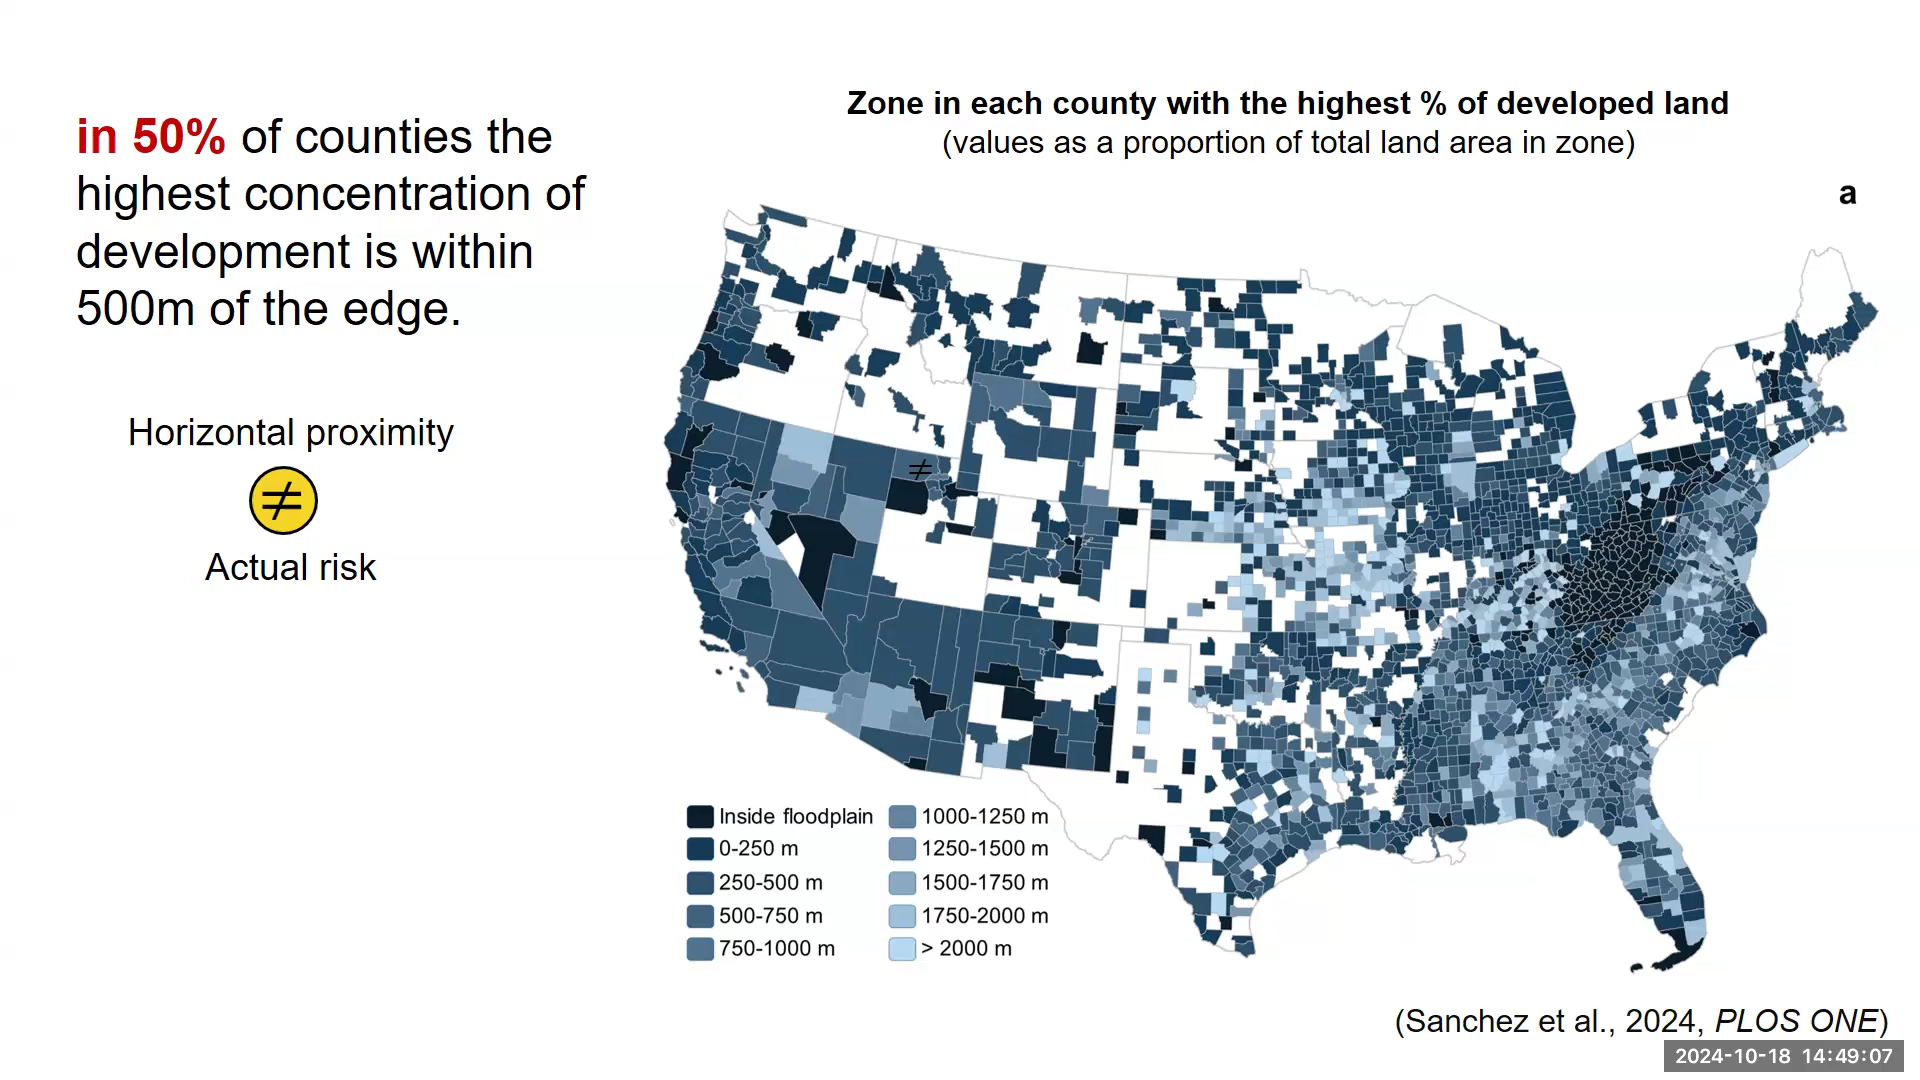 in 50% of counties the
highest concentration of
development is within
500m of the edge.
Horizontal proximity
≠
Actual risk
Zone in each county with the highest % of developed land
(values as a proportion of total land area in zone)
a
≠
Inside floodplain
0-250 m
250-500 m
500-750 m
750-1000 m
1000-1250 m
1250-1500 m
1500-1750 m
1750-2000 m
> 2000 m
(Sanchez et al., 2024, PLOS ONE)
2024-10-18 14:49:07